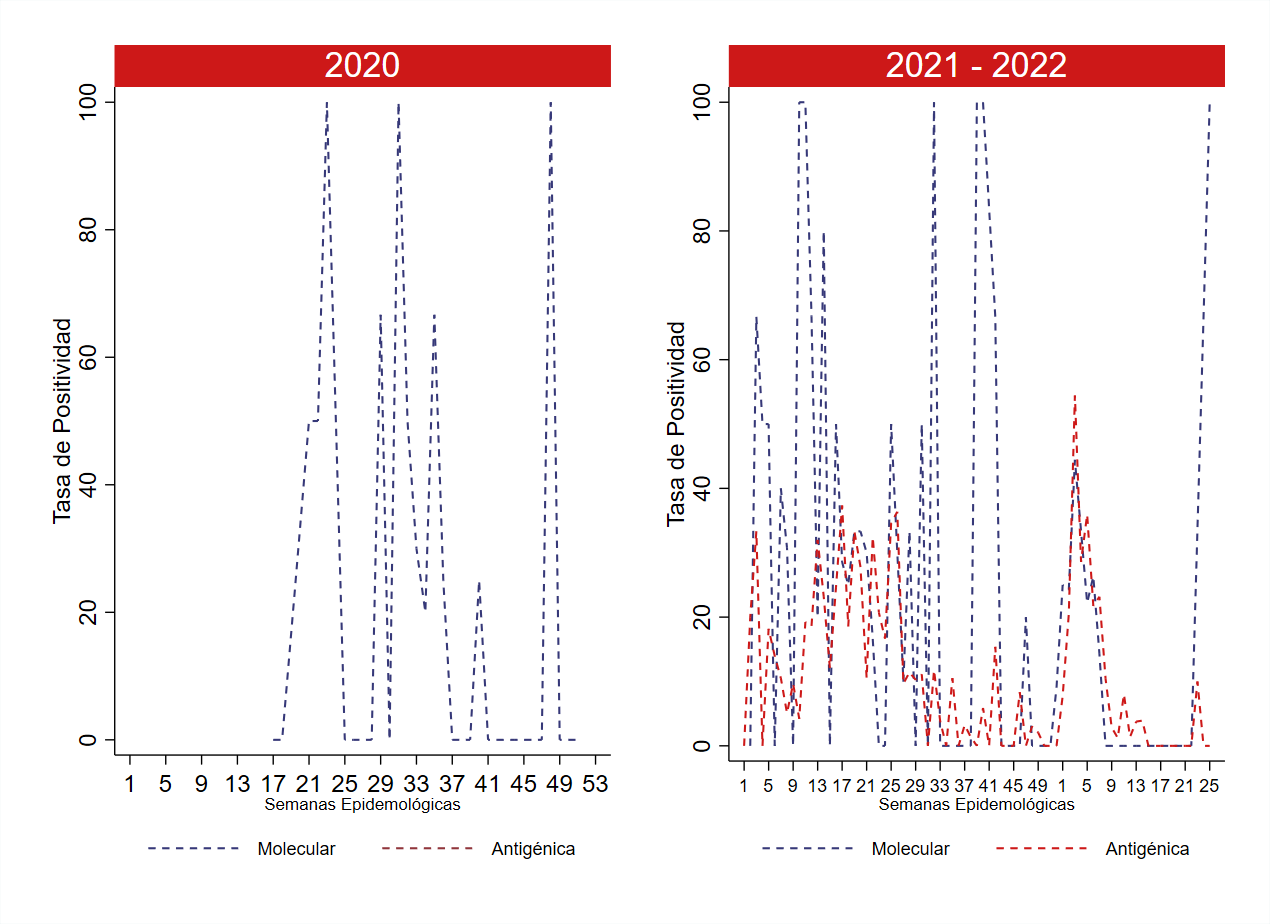 2020
Tasa de Positividad
100
80
60
40
20
0
1 5 9 13 17 21 25 29 33 37 41 45 49 53
Semanas Epidemológicas
Molecular Antigénica
2021 - 2022
Tasa de Positividad
100
80
60
40
20
0
1 5 9 13 17 21 25 29 33 37 41 45 49 1 5 9 13 17 21 25
Semanas Epidemológicas
Molecular Antigénica